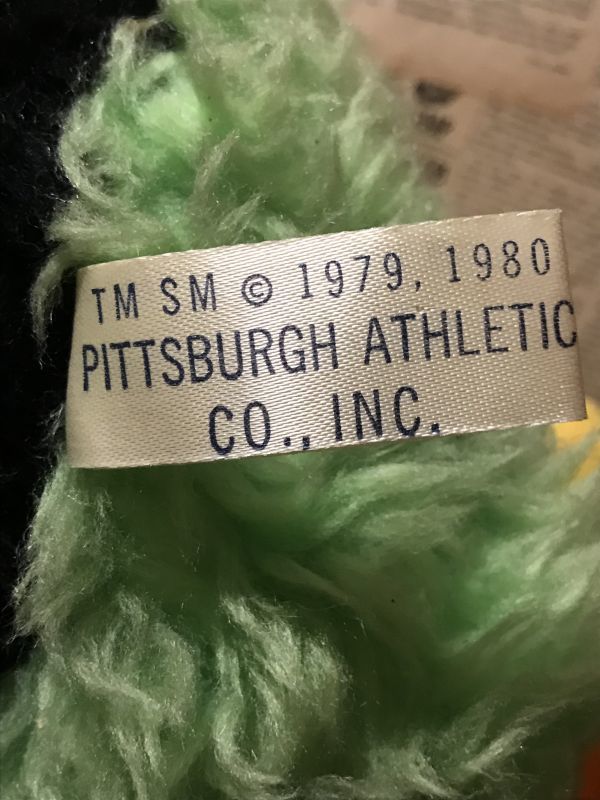 TM SM © 1979, 1980
PITTSBURGH ATHLETIC
CO., INC.